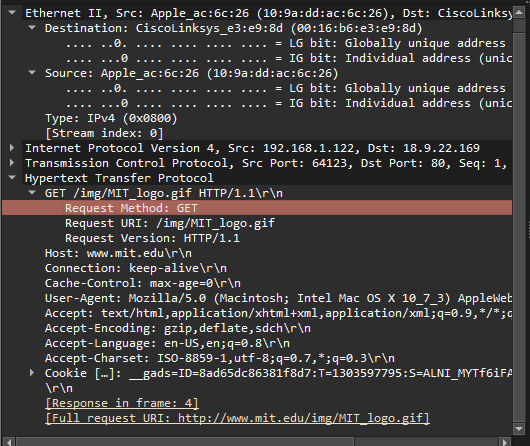 Ethernet II, Src: Apple_ac:6c:26 (10:9a:dd:ac:6c:26), Dst: CiscoLinksy
Destination: CiscoLinksys_e3:e9:8d (00:16:b6:e3:e9:8d)
.... ..0. .... .... .... .... = LG bit: Globally unique address
.... ...0 .... .... .... .... = IG bit: Individual address (unic
Source: Apple_ac:6c:26 (10:9a:dd:ac:6c:26)
.... ..0. .... .... .... .... = LG bit: Globally unique address
.... ...0 .... .... .... .... = IG bit: Individual address (unic
Type: IPv4 (0x0800)
[Stream index: 0]
Internet Protocol Version 4, Src: 192.168.1.122, Dst: 18.9.22.169
Transmission Control Protocol, Src Port: 64123, Dst Port: 80, Seq: 1,
Hypertext Transfer Protocol
GET /img/MIT_logo.gif HTTP/1.1\r\n
Request Method: GET
Request URI: /img/MIT_logo.gif
Request Version: HTTP/1.1
Host: www.mit.edu\r\n
Connection: keep-alive\r\n
Cache-Control: max-age=0\r\n
User-Agent: Mozilla/5.0 (Macintosh; Intel Mac OS X 10_7_3) AppleWeb
Accept: text/html,application/xhtml+xml,application/xml;q=0.9,*/*;q
Accept-Encoding: gzip,deflate,sdch\r\n
Accept-Language: en-US,en;q=0.8\r\n
Accept-Charset: ISO-8859-1,utf-8;q=0.7,*;q=0.3\r\n
Cookie […]: __gads=ID=8ad65dc86381f8d7:T=1303597795:S=ALNI_MYTf6iFA
\r\n
[Response in frame: 4]
[Full request URI: http://www.mit.edu/img/MIT_logo.gif]